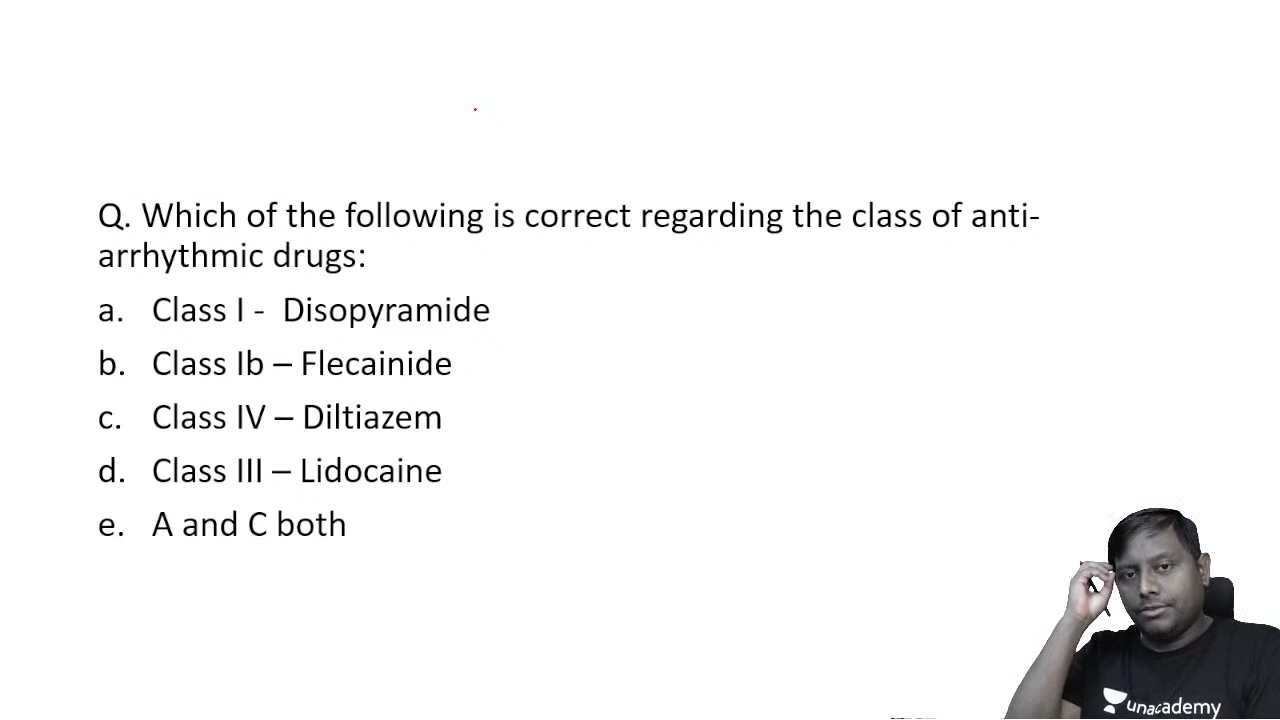 Q. Which of the following is correct regarding the class of anti-
arrhythmic drugs:
a. Class I - Disopyramide
b. Class Ib – Flecainide
c. Class IV – Diltiazem
d. Class III – Lidocaine
e. A and C both
unacademy